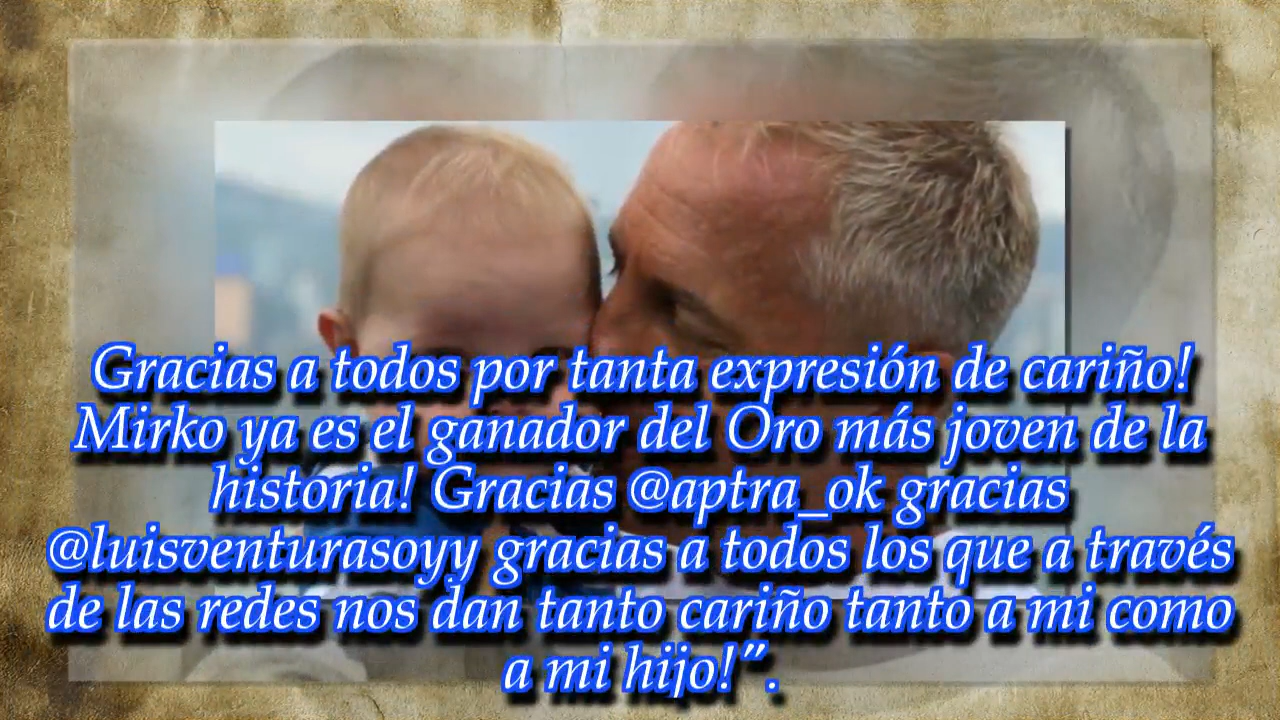 Gracias a todos por tanta expresión de cariño!
Mirko ya es el ganador del Oro más joven de la
historia! Gracias @aptra_ok gracias
@luisventurasoyy gracias a todos los que a través
de las redes nos dan tanto cariño tanto a mi como
a mi hijo!”.